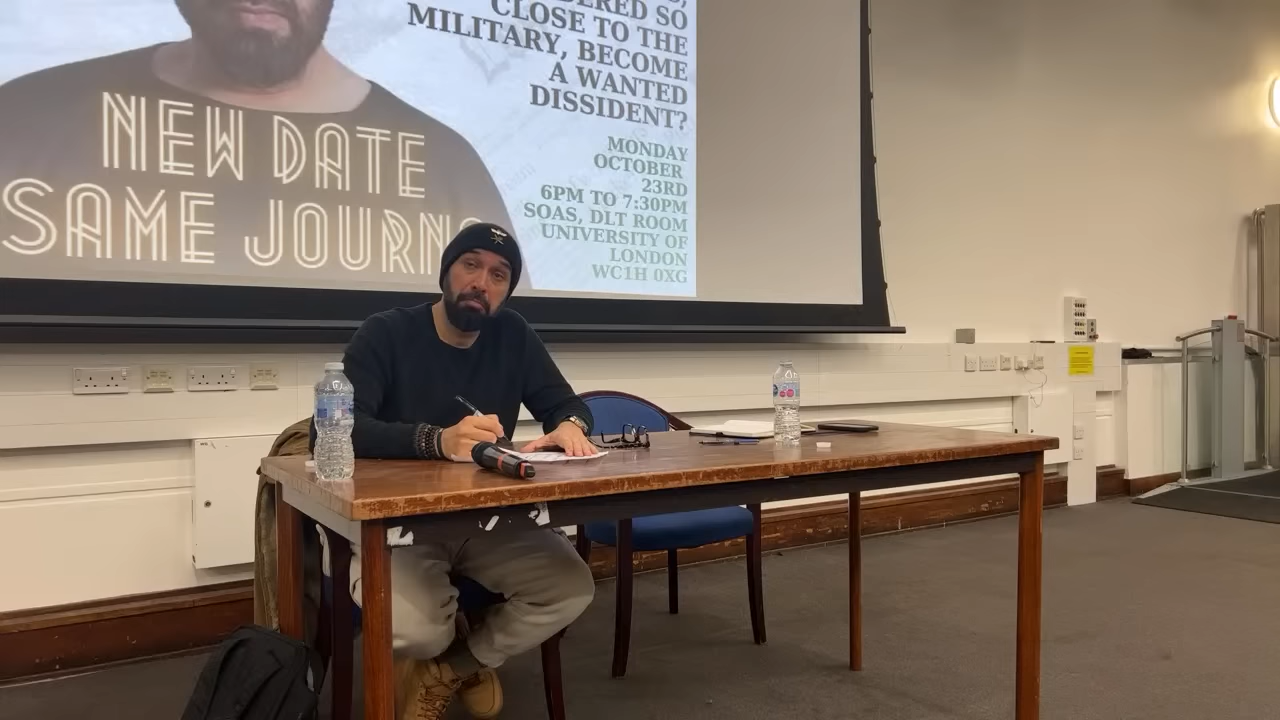 SO
CLOSE TO THE
MILITARY, BECOME
A WANTED
DISSIDENT?
NEW DATE
SAME JOURN
MONDAY
OCTOBER
23RD
6PM TO 7:30PM
SOAS, DLT ROOM
UNIVERSITY OF
LONDON
WC1H 0XG